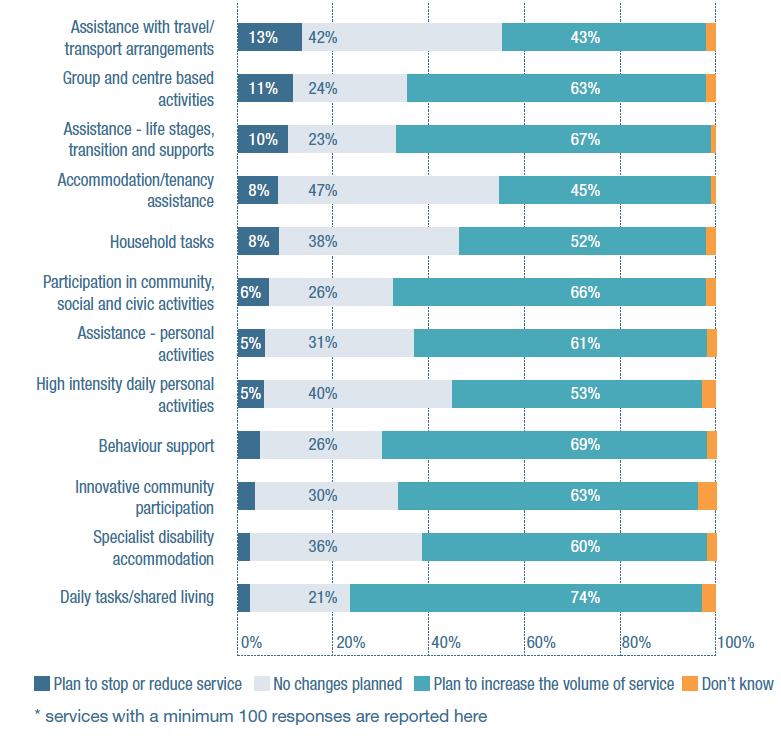 Assistance with travel/
transport arrangements
13% 42% 43%
Group and centre based
activities
11% 24% 63%
Assistance - life stages,
transition and supports
10% 23% 67%
Accommodation/tenancy
assistance
8% 47% 45%
Household tasks
8% 38% 52%
Participation in community,
social and civic activities
6% 26% 66%
Assistance - personal
activities
5% 31% 61%
High intensity daily personal
activities
5% 40% 53%
Behaviour support
26% 69%
Innovative community
participation
30% 63%
Specialist disability
accommodation
36% 60%
Daily tasks/shared living
21% 74%
0% 20% 40% 60% 80% 100%
Plan to stop or reduce service No changes planned Plan to increase the volume of service Don't know
* services with a minimum 100 responses are reported here